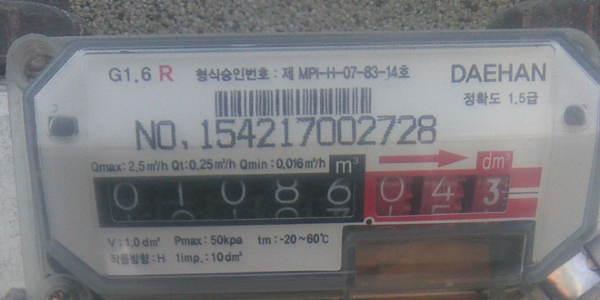 G1.6 R 형식승인번호 : 제 MPI-H-07-83-14호 DAEHAN
정확도 1.5급
NO. 154217002728
Qmax: 2.5㎥/h Qt: 0.25㎥/h Qmin : 0.016㎥/h m³ dm³
01086 043
V : 1.0 dm³ Pmax : 50kpa tm : -20 ~ 60℃
작동방향 : H 1imp. : 10dm³